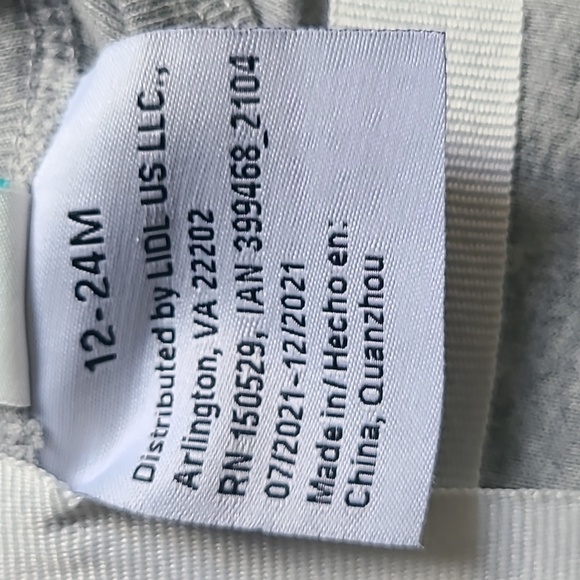 12-24M
Distributed by LIDL US LLC.,
Arlington, VA 22202
RN 150529, IAN 399468_2104
07/2021-12/2021
Made in/ Hecho en:
China, Quanzhou